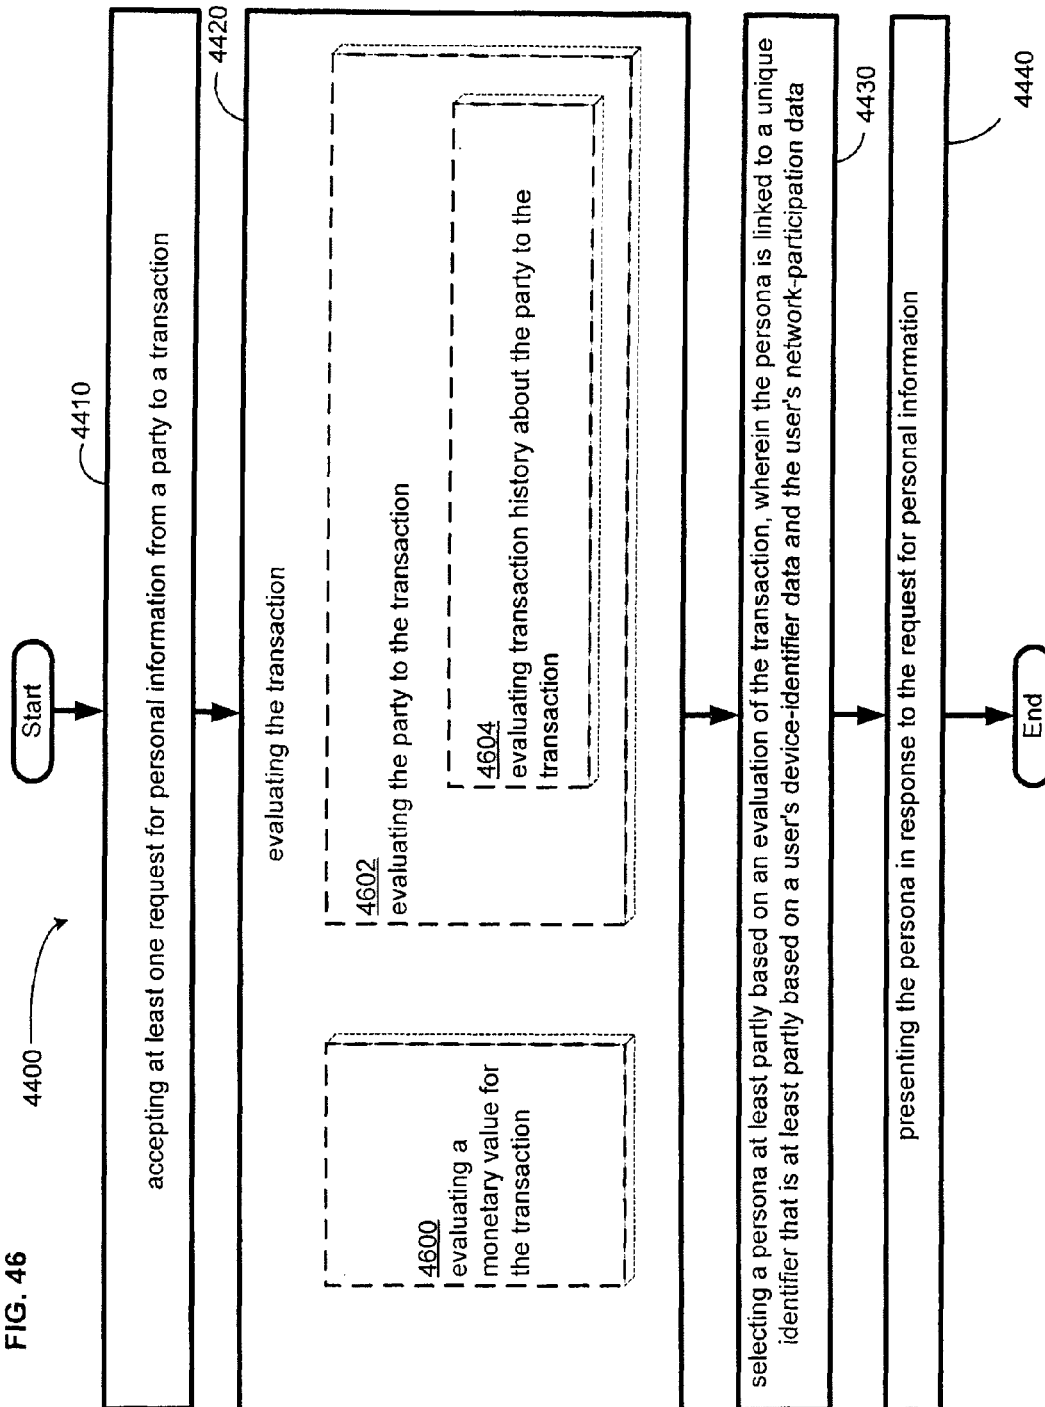 FIG. 46
4400
Start
4410
accepting at least one request for personal information from a party to a transaction
4420
evaluating the transaction
4600
evaluating a
monetary value for
the transaction
4602
evaluating the party to the transaction
4604
evaluating transaction history about the party to the
transaction
selecting a persona at least partly based on an evaluation of the transaction, wherein the persona is linked to a unique
identifier that is at least partly based on a user's device-identifier data and the user's network-participation data
4430
presenting the persona in response to the request for personal information
4440
End